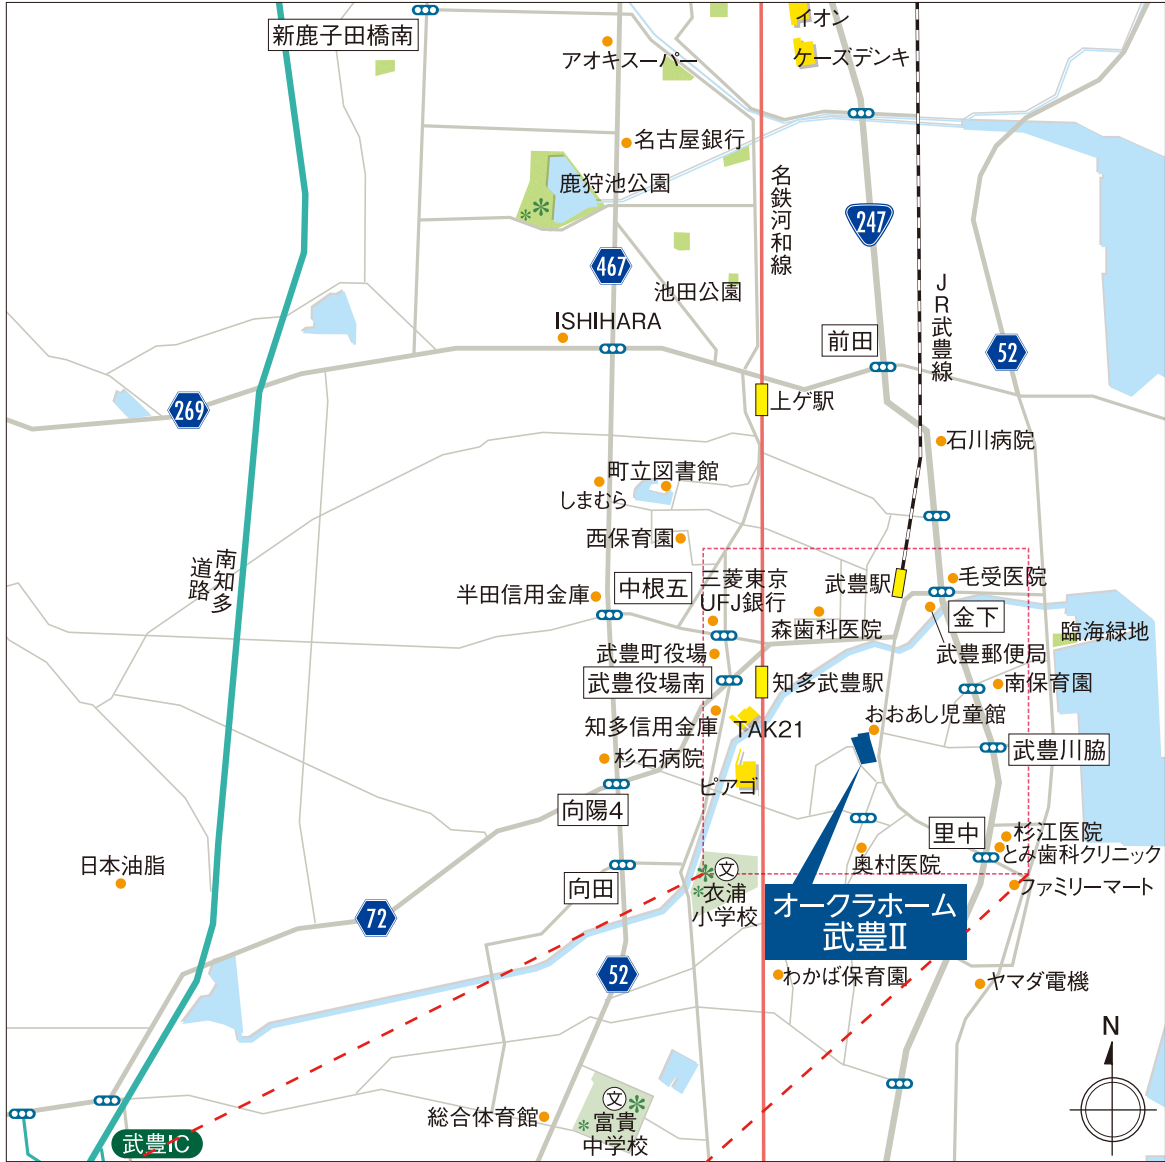 イオン
新鹿子田橋南
アオキスーパー
ケーズデンキ
名古屋銀行
鹿狩池公園
名鉄河和線
247
467
池田公園
JR武豊線
ISHIHARA
前田
52
269
上ゲ駅
石川病院
町立図書館
しまむら
西保育園
南知多
道路
半田信用金庫
中根五
三菱東京
UFJ銀行
武豊駅
毛受医院
森歯科医院
金下
臨海緑地
武豊町役場
武豊郵便局
武豊役場南
知多武豊駅
南保育園
知多信用金庫
TAK21
おおあし児童館
杉石病院
武豊川脇
ピアゴ
向陽4
里中
杉江医院
とみ歯科クリニック
日本油脂
向田
奥村医院
文
衣浦
小学校
ファミリーマート
オークラホーム
武豊Ⅱ
72
52
わかば保育園
ヤマダ電機
N
総合体育館
文
富貴
中学校
武豊IC